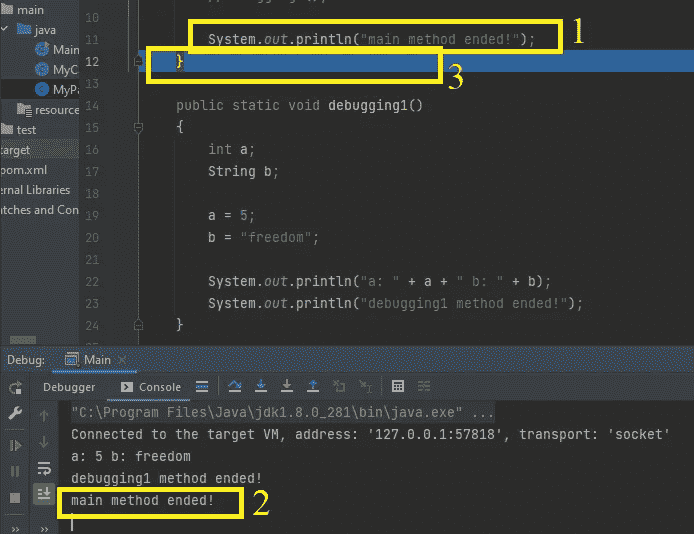 main
java
Main
MyCa
MyPa
resource
test
target
pom.xml
ernal Libraries
atches and Con
10
11 System.out.println("main method ended!"); 1
12 }
3
13
14 public static void debugging1()
15 {
16 int a;
17 String b;
18
19 a = 5;
20 b = "freedom";
21
22 System.out.println("a: " + a + " b: " + b);
23 System.out.println("debugging1 method ended!");
24 }
Debug: Main
Debugger Console
"C:\Program Files\Java\jdk1.8.0_281\bin\java.exe" ...
Connected to the target VM, address: '127.0.0.1:57818', transport: 'socket'
a: 5 b: freedom
debugging1 method ended!
main method ended! 2